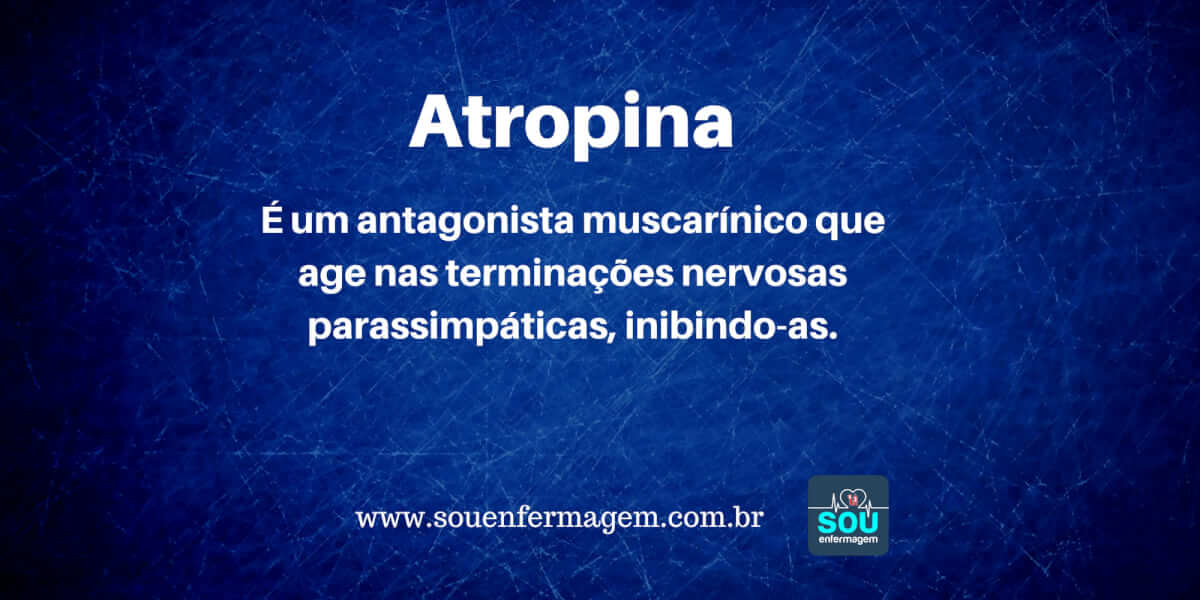 Atropina
É um antagonista muscarínico que
age nas terminações nervosas
parassimpáticas, inibindo-as.
www.souenfermagem.com.br
SOU
enfermagem